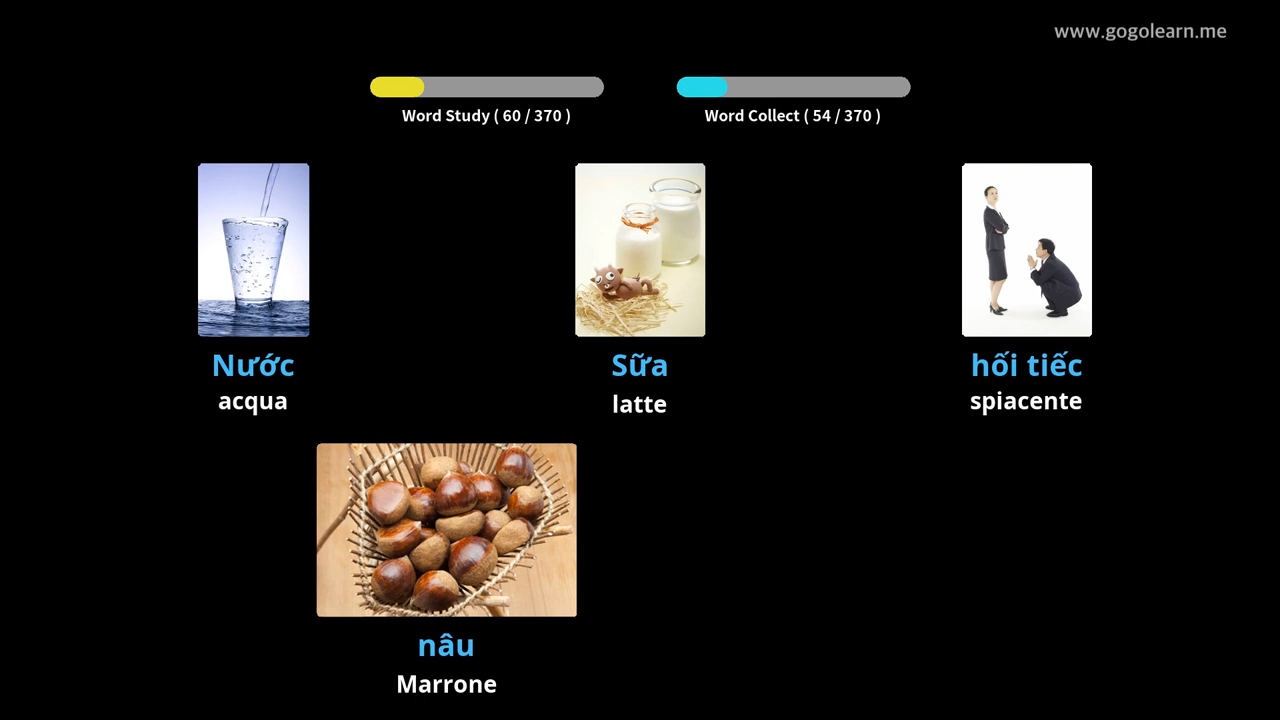 www.gogolearn.me
Word Study ( 60 / 370 )
Word Collect ( 54 / 370 )
Nước
acqua
Sữa
latte
hối tiếc
spiacente
nâu
Marrone